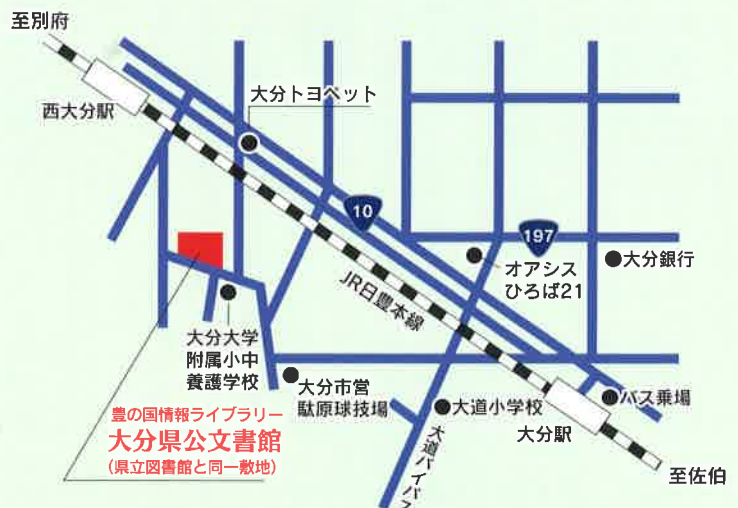 至別府
西大分駅
大分トヨペット
10
197
オアシス
ひろば21
大分銀行
JR日豊本線
大分大学
附属小中
養護学校
大分市営
駄原球技場
豊の国情報ライブラリー
大分県公文書館
(県立図書館と同一敷地)
大道小学校
大道バイパス
大分駅
バス乗場
至佐伯